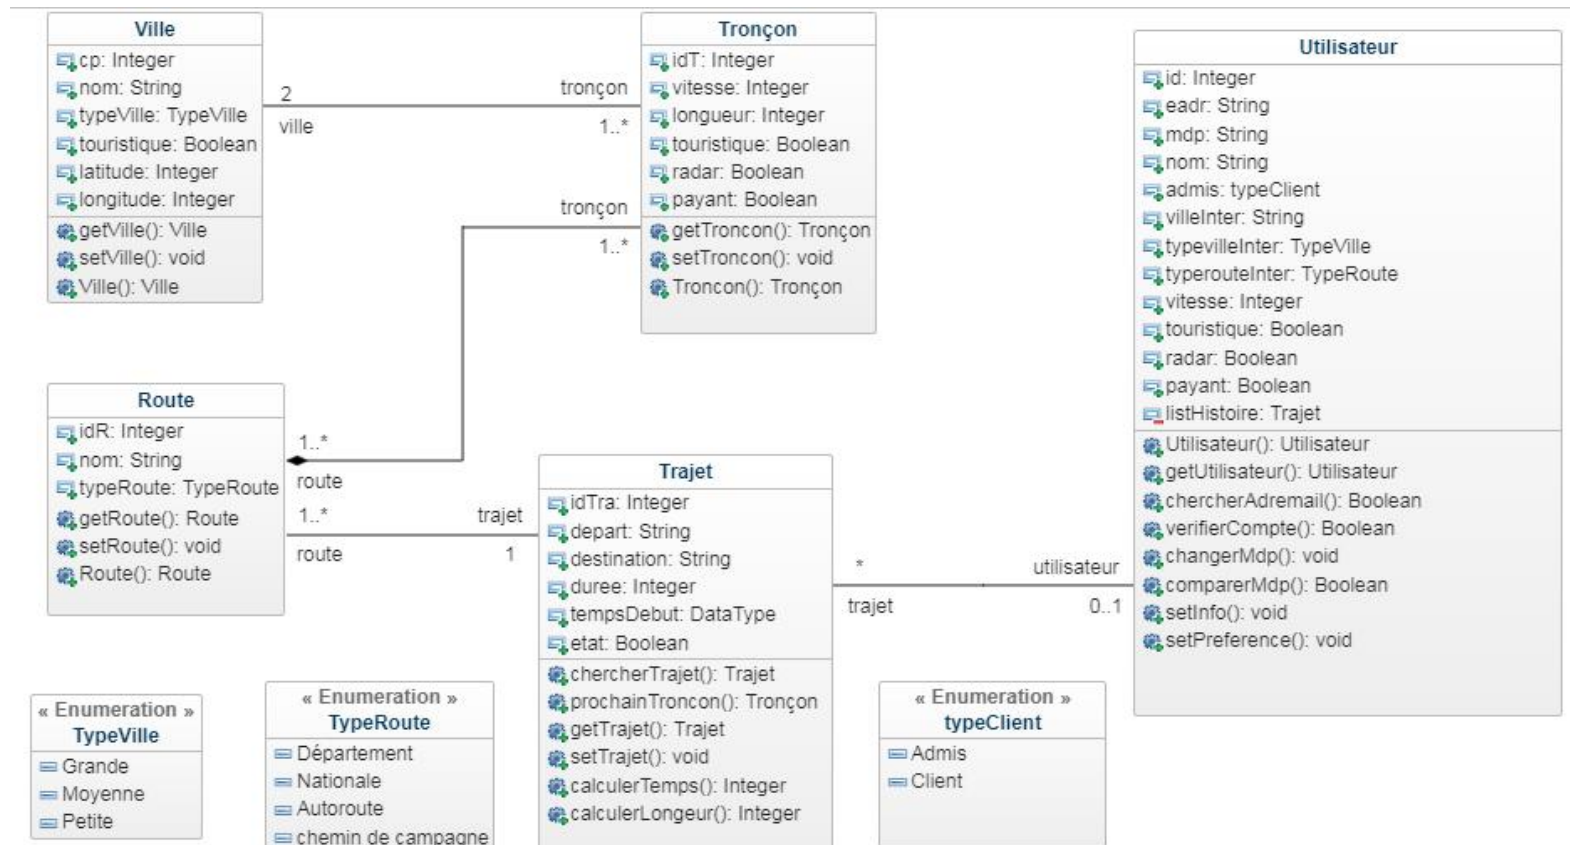 Ville
cp: Integer
nom: String
typeVille: TypeVille
touristique: Boolean
latitude: Integer
longitude: Integer
getVille(): Ville
setVille(): void
Ville(): Ville
2
ville
tronçon
1..*
Tronçon
idT: Integer
vitesse: Integer
longueur: Integer
touristique: Boolean
radar: Boolean
payant: Boolean
getTroncon(): Tronçon
setTroncon(): void
Troncon(): Tronçon
tronçon
1..*
Utilisateur
id: Integer
eadr: String
mdp: String
nom: String
admis: typeClient
villeInter: String
typevilleInter: TypeVille
typerouteInter: TypeRoute
vitesse: Integer
touristique: Boolean
radar: Boolean
payant: Boolean
listHistoire: Trajet
Utilisateur(): Utilisateur
getUtilisateur(): Utilisateur
chercherAdremail(): Boolean
verifierCompte(): Boolean
changerMdp(): void
comparerMdp(): Boolean
setInfo(): void
setPreference(): void
Route
idR: Integer
nom: String
typeRoute: TypeRoute
getRoute(): Route
setRoute(): void
Route(): Route
1..*
route
1..*
route
trajet
1
Trajet
idTra: Integer
depart: String
destination: String
duree: Integer
tempsDebut: DataType
etat: Boolean
chercherTrajet(): Trajet
prochainTroncon(): Tronçon
getTrajet(): Trajet
setTrajet(): void
calculerTemps(): Integer
calculerLongeur(): Integer
*
trajet
utilisateur
0..1
« Enumeration »
TypeVille
Grande
Moyenne
Petite
« Enumeration »
TypeRoute
Département
Nationale
Autoroute
chemin de campagne
« Enumeration »
typeClient
Admis
Client